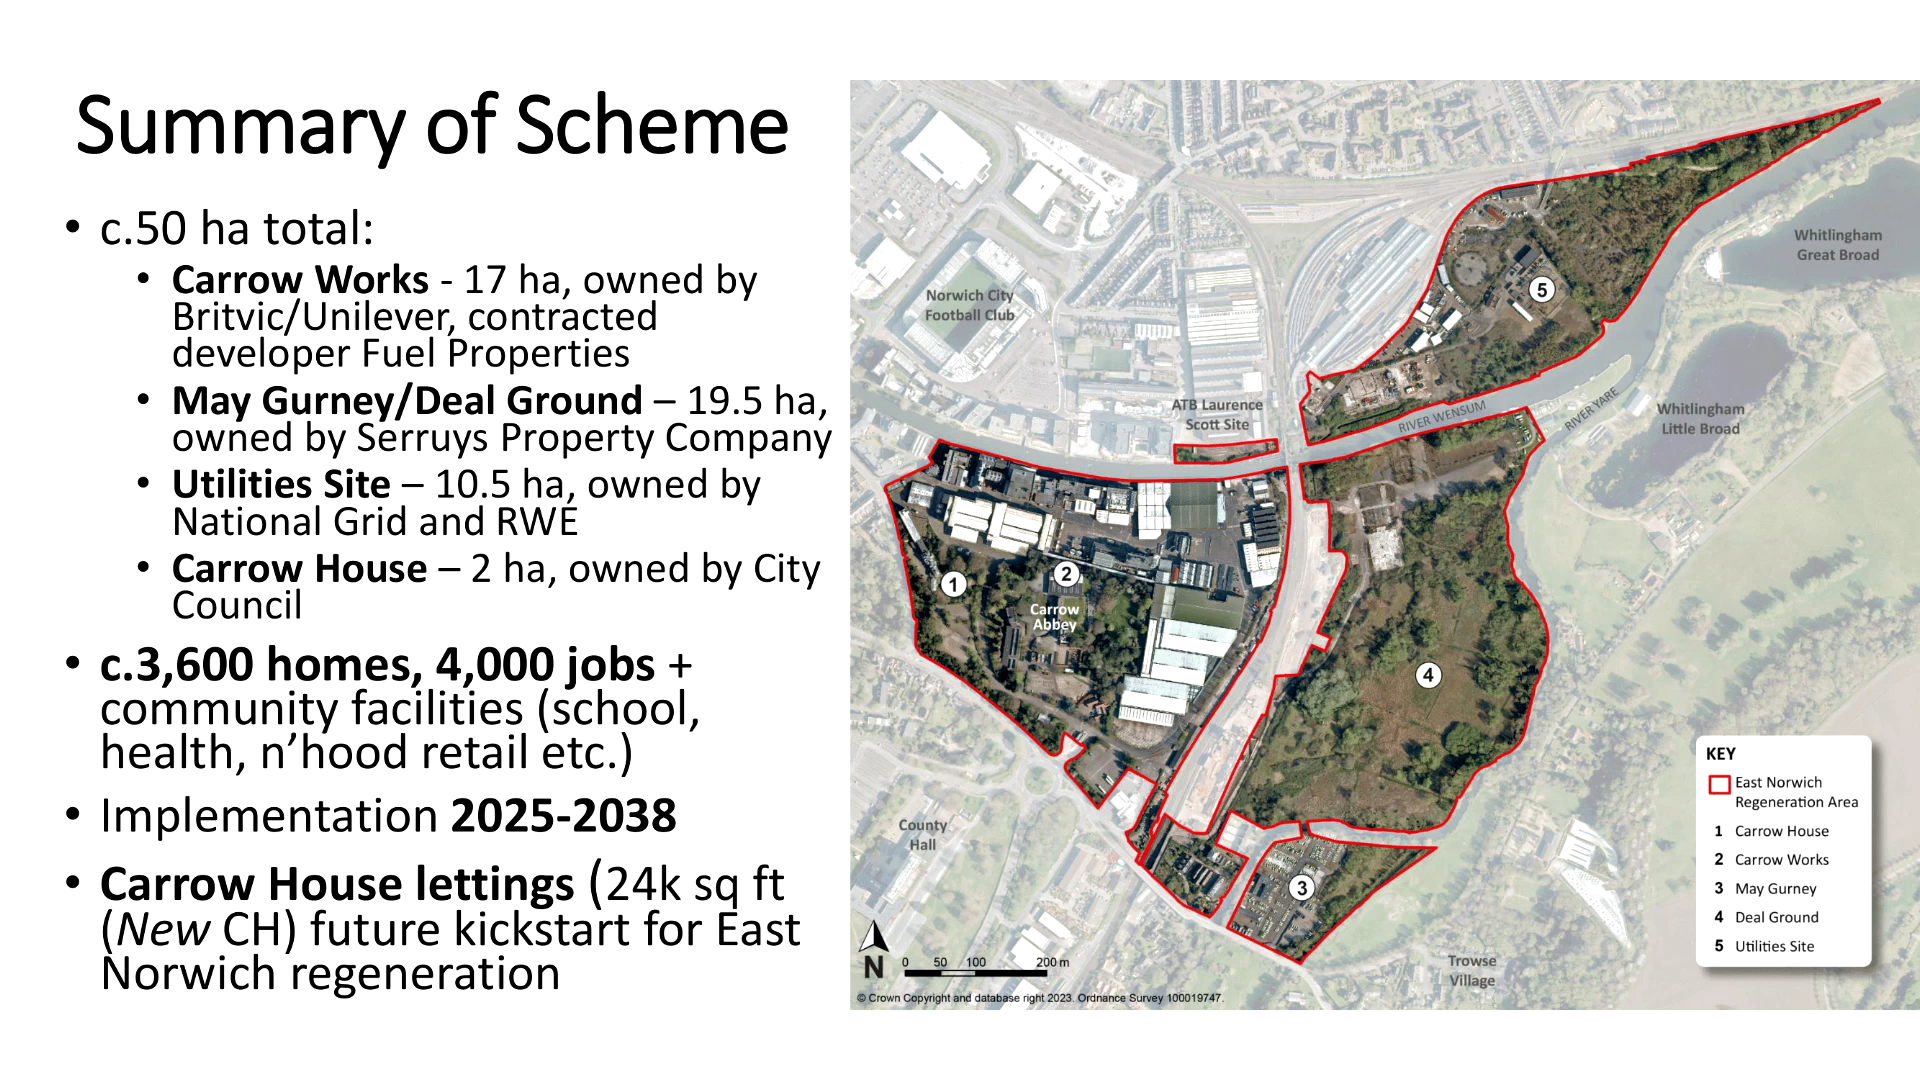 Summary of Scheme
• c.50 ha total:
• Carrow Works - 17 ha, owned by
Britvic/Unilever, contracted
developer Fuel Properties
• May Gurney/Deal Ground – 19.5 ha,
owned by Serruys Property Company
• Utilities Site – 10.5 ha, owned by
National Grid and RWE
• Carrow House – 2 ha, owned by City
Council
• c.3,600 homes, 4,000 jobs +
community facilities (school,
health, n’hood retail etc.)
• Implementation 2025-2038
• Carrow House lettings (24k sq ft
(New CH) future kickstart for East
Norwich regeneration
Whitlingham
Great Broad
5
Norwich City
Football Club
ATB Laurence
Scott Site
RIVER WENSUM
RIVER YARE
Whitlingham
Little Broad
1
2
Carrow
Abbey
4
County
Hall
3
Trowse
Village
KEY
East Norwich
Regeneration Area
1 Carrow House
2 Carrow Works
3 May Gurney
4 Deal Ground
5 Utilities Site
N
0 50 100 200 m
© Crown Copyright and database right 2023. Ordnance Survey 100019747.